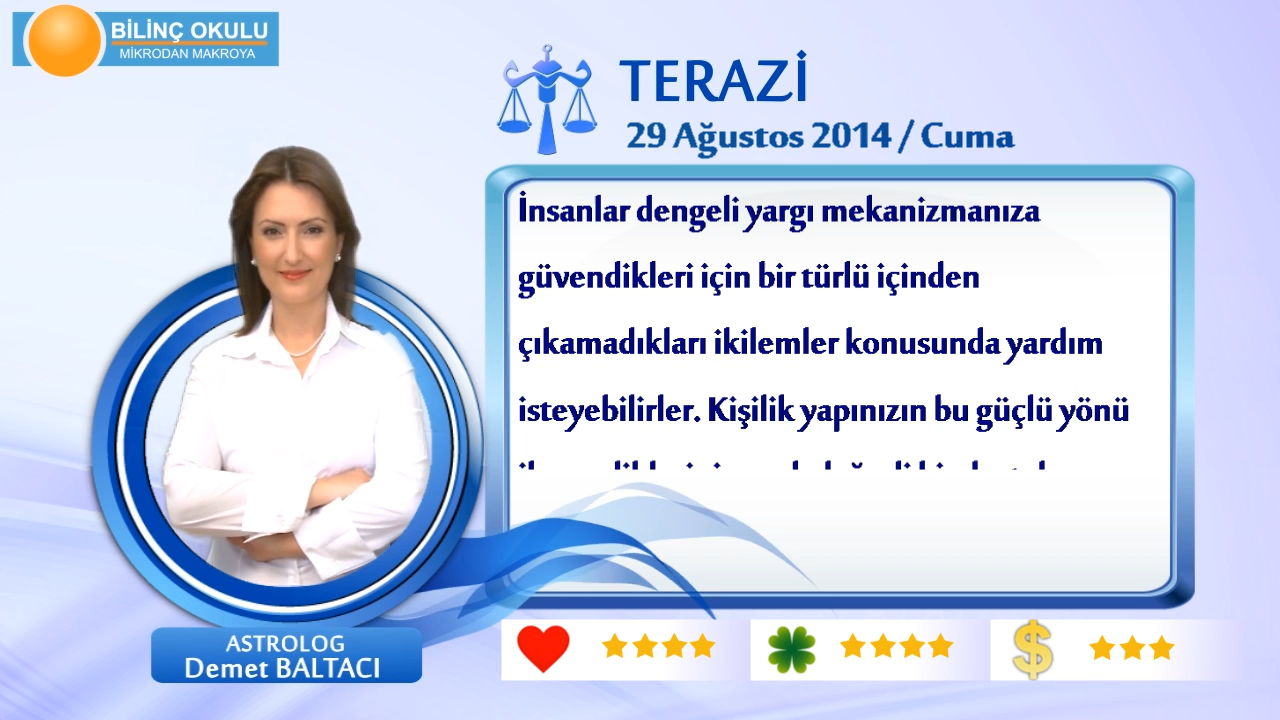 BİLİNÇ OKULU
MİKRODAN MAKROYA
TERAZİ
29 Ağustos 2014 / Cuma
İnsanlar dengeli yargı mekanizmanıza
güvendikleri için bir türlü içinden
çıkamadıkları ikilemler konusunda yardım
isteyebilirler. Kişilik yapınızın bu güçlü yönü
ASTROLOG
Demet BALTACI